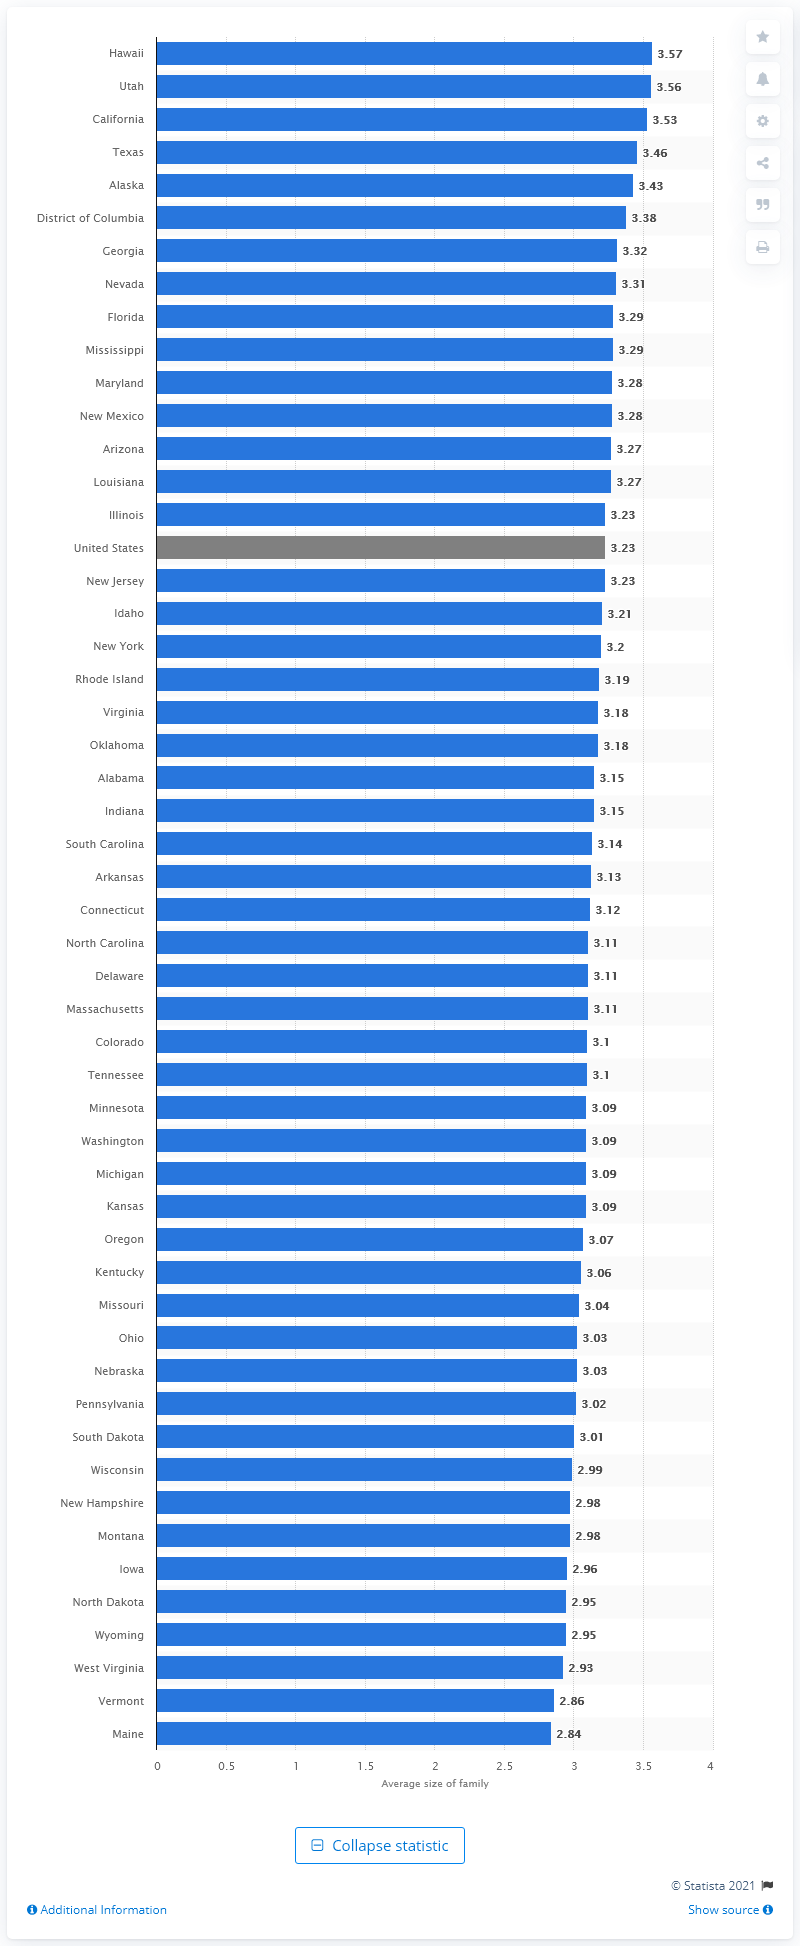 Hawaii 3.57
Utah 3.56
California 3.53
Texas 3.46
Alaska 3.43
District of Columbia 3.38
Georgia 3.32
Nevada 3.31
Florida 3.29
Mississippi 3.29
Maryland 3.28
New Mexico 3.28
Arizona 3.27
Louisiana 3.27
Illinois 3.23
United States 3.23
New Jersey 3.23
Idaho 3.21
New York 3.2
Rhode Island 3.19
Virginia 3.18
Oklahoma 3.18
Alabama 3.15
Indiana 3.15
South Carolina 3.14
Arkansas 3.13
Connecticut 3.12
North Carolina 3.11
Delaware 3.11
Massachusetts 3.11
Colorado 3.1
Tennessee 3.1
Minnesota 3.09
Washington 3.09
Michigan 3.09
Kansas 3.09
Oregon 3.07
Kentucky 3.06
Missouri 3.04
Ohio 3.03
Nebraska 3.03
Pennsylvania 3.02
South Dakota 3.01
Wisconsin 2.99
New Hampshire 2.98
Montana 2.98
Iowa 2.96
North Dakota 2.95
Wyoming 2.95
West Virginia 2.93
Vermont 2.86
Maine 2.84
0 0.5 1 1.5 2 2.5 3 3.5 4
Average size of family
Collapse statistic
© Statista 2021
Additional Information Show source